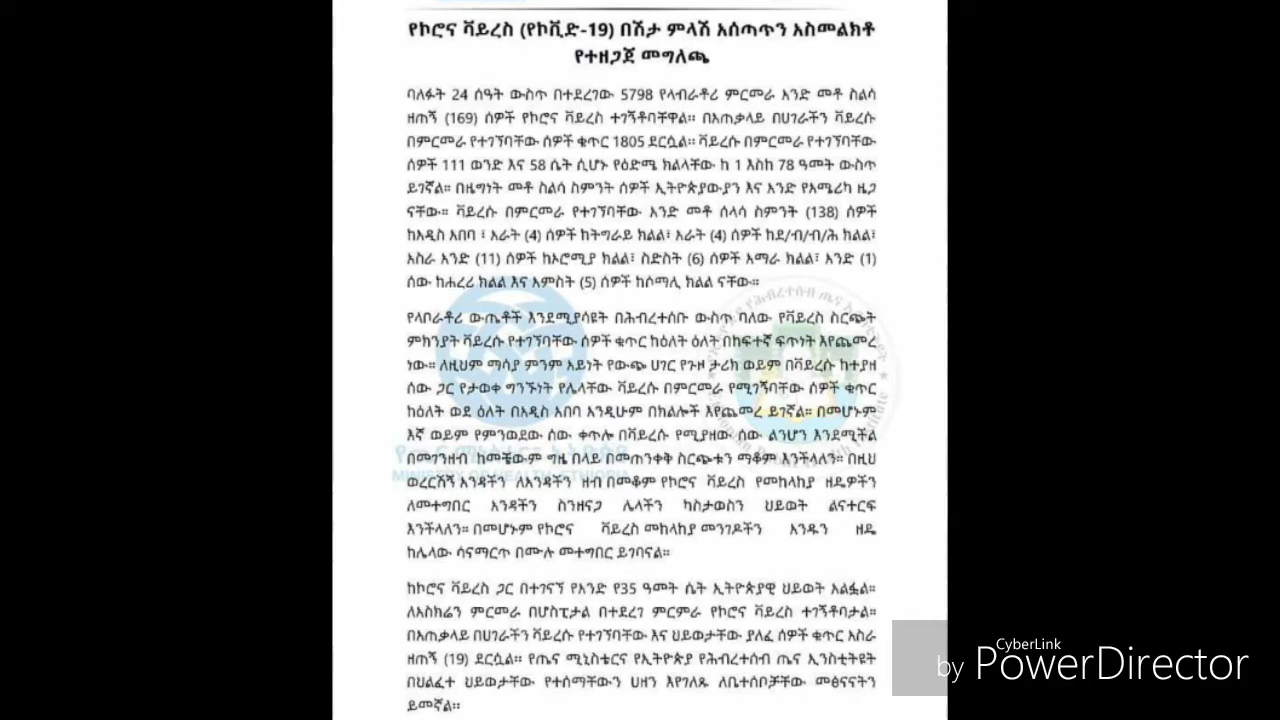 የኮሮና ቫይረስ (የኮቪድ-19) በሽታ ምላሽ አሰጣጥን አስመልክቶ
የተዘጋጀ መግለጫ
ባለፉት 24 ሰዓት ውስጥ በተደረገው 5798 የላብራቶሪ ምርመራ አንድ መቶ ስልሳ
ዘጠኝ (169) ሰዎች የኮሮና ቫይረስ ተገኝቶባቸዋል። በአጠቃላይ በሀገራችን ቫይረሱ
በምርመራ የተገኘባቸው ሰዎች ቁጥር 1805 ደርሷል። ቫይረሱ በምርመራ የተገኘባቸው
ሰዎች 111 ወንድ እና 58 ሴት ሲሆኑ የዕድሜ ክልላቸው ከ 1 እስከ 78 ዓመት ውስጥ
ይገኛል። በዜግነት መቶ ስልሳ ስምንት ሰዎች ኢትዮጵያውያን እና አንድ የአሜሪካ ዜጋ
ናቸው። ቫይረሱ በምርመራ የተገኘባቸው አንድ መቶ ሰላሳ ስምንት (138) ሰዎች
ከአዲስ አበባ ፣ አራት (4) ሰዎች ከትግራይ ክልል፣ አራት (4) ሰዎች ከደ/ብ/ብ/ሕ ክልል፣
አስራ አንድ (11) ሰዎች ከኦሮሚያ ክልል፣ ስድስት (6) ሰዎች አማራ ክልል፣ አንድ (1)
ሰው ከሐረሪ ክልል እና አምስት (5) ሰዎች ከሶማሊ ክልል ናቸው።
የላቦራቶሪ ውጤቶች እንደሚያሳዩት በሕብረተሰቡ ውስጥ ባለው የቫይረስ ስርጭት
ምክንያት ቫይረሱ የተገኘባቸው ሰዎች ቁጥር ከዕለት ዕለት በከፍተኛ ፍጥነት እየጨመረ
ነው። ለዚህም ማሳያ ምንም አይነት የውጭ ሀገር የጉዞ ታሪክ ወይም በቫይረሱ ከተያዘ
ሰው ጋር የታወቀ ግንኙነት የሌላቸው ቫይረሱ በምርመራ የሚገኝባቸው ሰዎች ቁጥር
ከዕለት ወደ ዕለት በአዲስ አበባ እንዲሁም በክልሎች እየጨመረ ይገኛል። በመሆኑም
እኛ ወይም የምንወደው ሰው ቀጥሎ በቫይረሱ የሚያዘው ሰው ልንሆን እንደሚችል
በመገንዘብ ከመቼውም ግዜ በላይ በመጠንቀቅ ስርጭቱን ማቆም እንችላለን። በዚህ
ወረርሽኝ አንዳችን ለአንዳችን ዘብ በመቆም የኮሮና ቫይረስ የመከላከያ ዘዴዎችን
ለመተግበር አንዳችን ስንዘናጋ ሌላችን ካስታወስን ህይወት ልናተርፍ
እንችላለን። በመሆኑም የኮሮና ቫይረስ መከላከያ መንገዶችን አንዱን ዘዴ
ከሌላው ሳናማርጥ በሙሉ መተግበር ይገባናል።
ከኮሮና ቫይረስ ጋር በተገናኘ የአንድ የ35 ዓመት ሴት ኢትዮጵያዊ ህይወት አልፏል።
ለአስክሬን ምርመራ በሆስፒታል በተደረገ ምርምራ የኮሮና ቫይረስ ተገኝቶባታል።
በአጠቃላይ በሀገራችን ቫይረሱ የተገኘባቸው እና ህይወታቸው ያለፈ ሰዎች ቁጥር አስራ
ዘጠኝ (19) ደርሷል። የጤና ሚኒስቴርና የኢትዮጵያ የሕብረተሰብ ጤና ኢንስቲትዩት
በህልፈተ ህይወታቸው የተሰማቸውን ሀዘን እየገለጹ ለቤተሰቦቻቸው መፅናናትን
ይመኛል።
MINISTRY OF HEALTH-ETHIOPIA
CyberLink
by PowerDirector